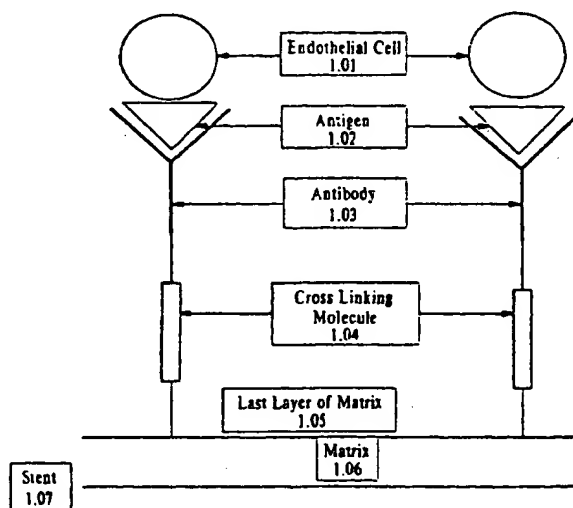 Endothelial Cell
1.01
Antigen
1.02
Antibody
1.03
Cross Linking
Molecule
1.04
Last Layer of Matrix
1.05
Matrix
1.06
Stent
1.07